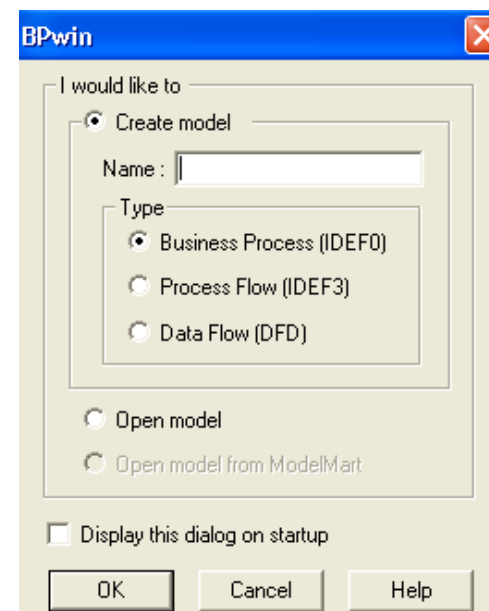 BPwin
I would like to
Create model
Name :
Type
Business Process (IDEF0)
Process Flow (IDEF3)
Data Flow (DFD)
Open model
Open model from ModelMart
Display this dialog on startup
OK Cancel Help